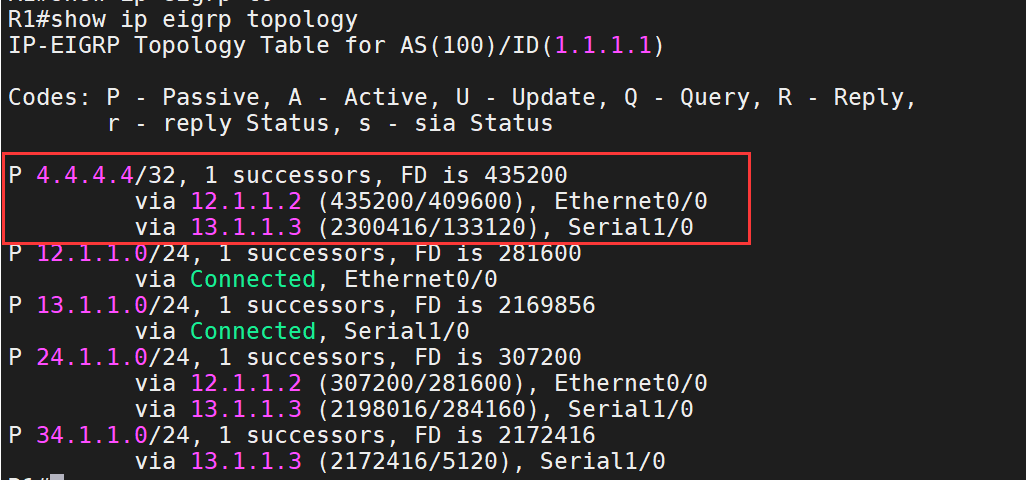 R1#show ip eigrp topology
IP-EIGRP Topology Table for AS(100)/ID(1.1.1.1)
Codes: P - Passive, A - Active, U - Update, Q - Query, R - Reply,
r - reply Status, s - sia Status
P 4.4.4.4/32, 1 successors, FD is 435200
via 12.1.1.2 (435200/409600), Ethernet0/0
via 13.1.1.3 (2300416/133120), Serial1/0
P 12.1.1.0/24, 1 successors, FD is 281600
via Connected, Ethernet0/0
P 13.1.1.0/24, 1 successors, FD is 2169856
via Connected, Serial1/0
P 24.1.1.0/24, 1 successors, FD is 307200
via 12.1.1.2 (307200/281600), Ethernet0/0
via 13.1.1.3 (2198016/284160), Serial1/0
P 34.1.1.0/24, 1 successors, FD is 2172416
via 13.1.1.3 (2172416/5120), Serial1/0
R1#